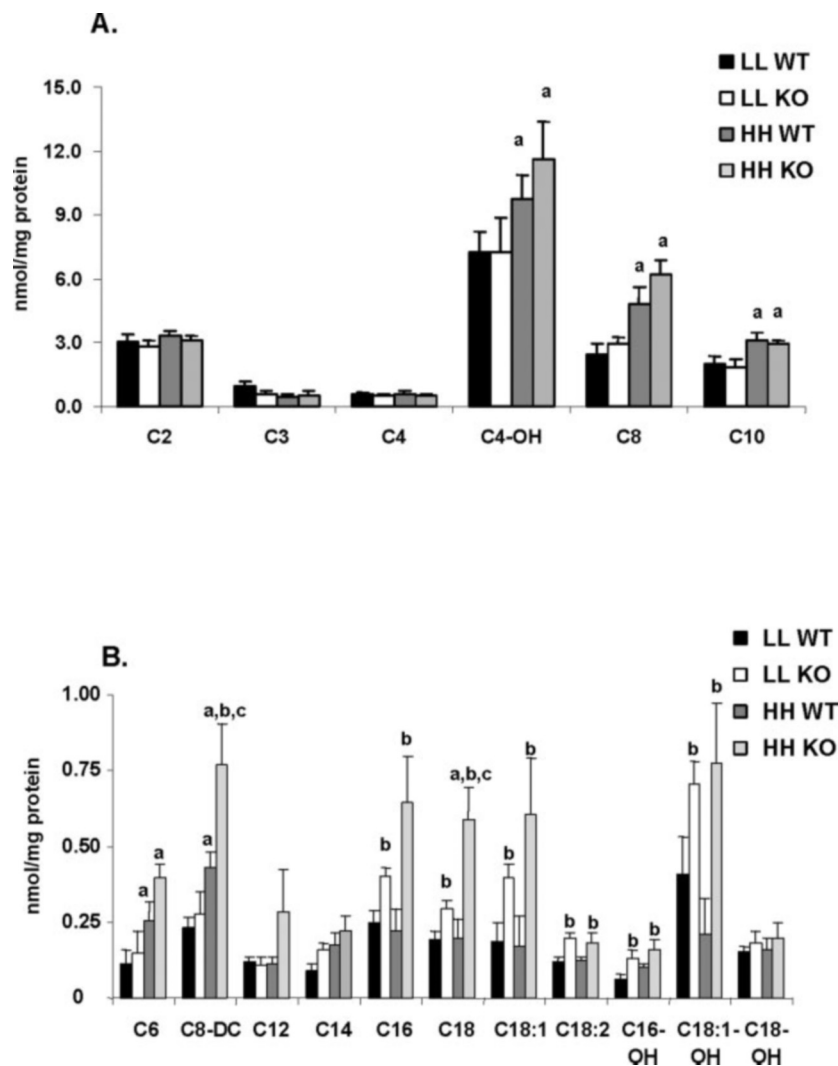 A.
LL WT
LL KO
HH WT
HH KO
15.0
12.0
9.0
6.0
3.0
0.0
nmol/mg protein
a
a
a
a
a
a
C2 C3 C4 C4-OH C8 C10
B.
LL WT
LL KO
HH WT
HH KO
1.00
0.75
0.50
0.25
0
nmol/mg protein
a
a
a
a,b,c
b
b
b
a,b,c
b
b
b
b
b
b
b
b
C6 C8-DC C12 C14 C16 C18 C18:1 C18:2 C16- C18:1- C18-
OH OH OH